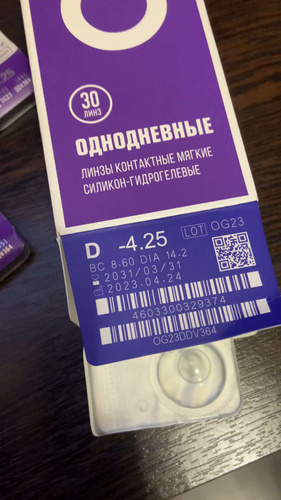 30
ЛИНЗ
ОДНОДНЕВНЫЕ
ЛИНЗЫ КОНТАКТНЫЕ МЯГКИЕ
СИЛИКОН-ГИДРОГЕЛЕВЫЕ
D -4.25 LOT OG23
BC 8-60 DIA 14-2
2031/03/31
2023-04-24
4603300329374
OG23DDV364
.25